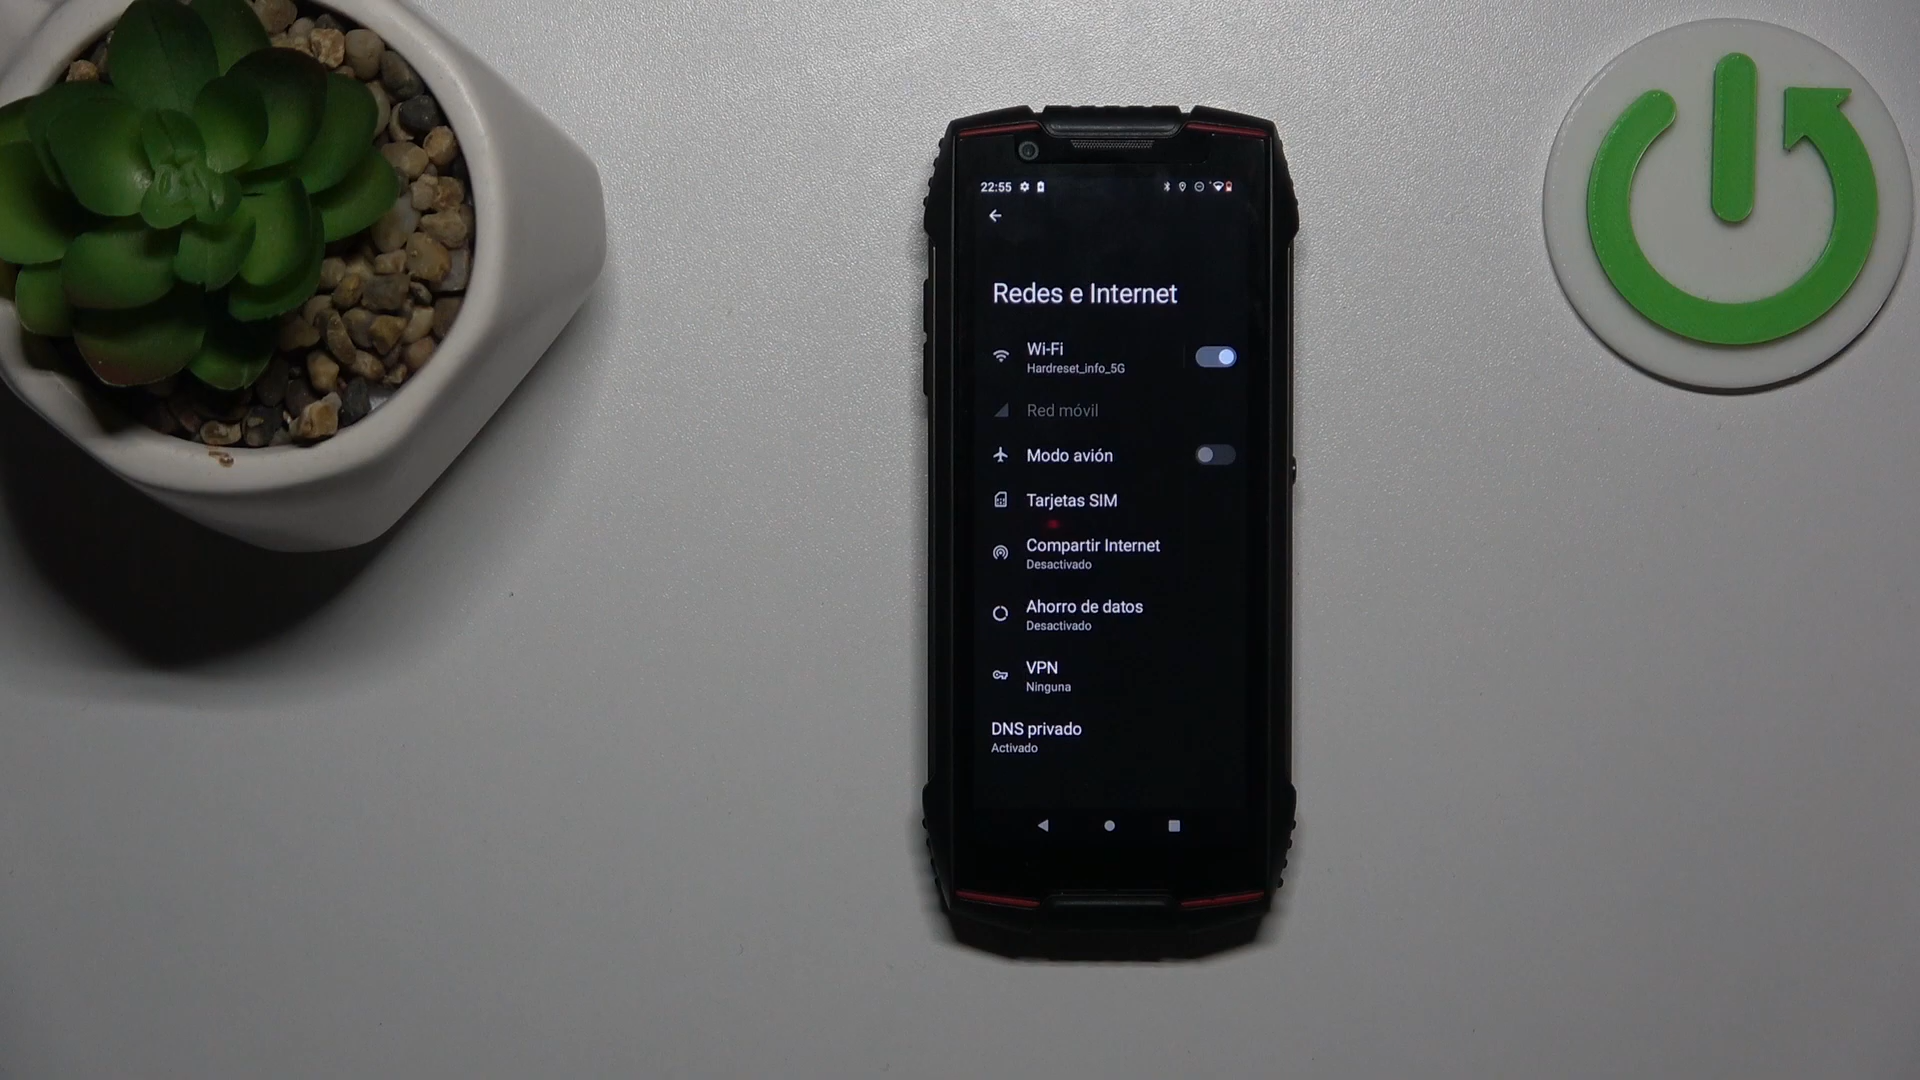 22:55
Redes e Internet
Wi-Fi
Hardreset_info_5G
Red móvil
Modo avión
Tarjetas SIM
Compartir Internet
Desactivado
Ahorro de datos
Desactivado
VPN
Ninguna
DNS privado
Activado